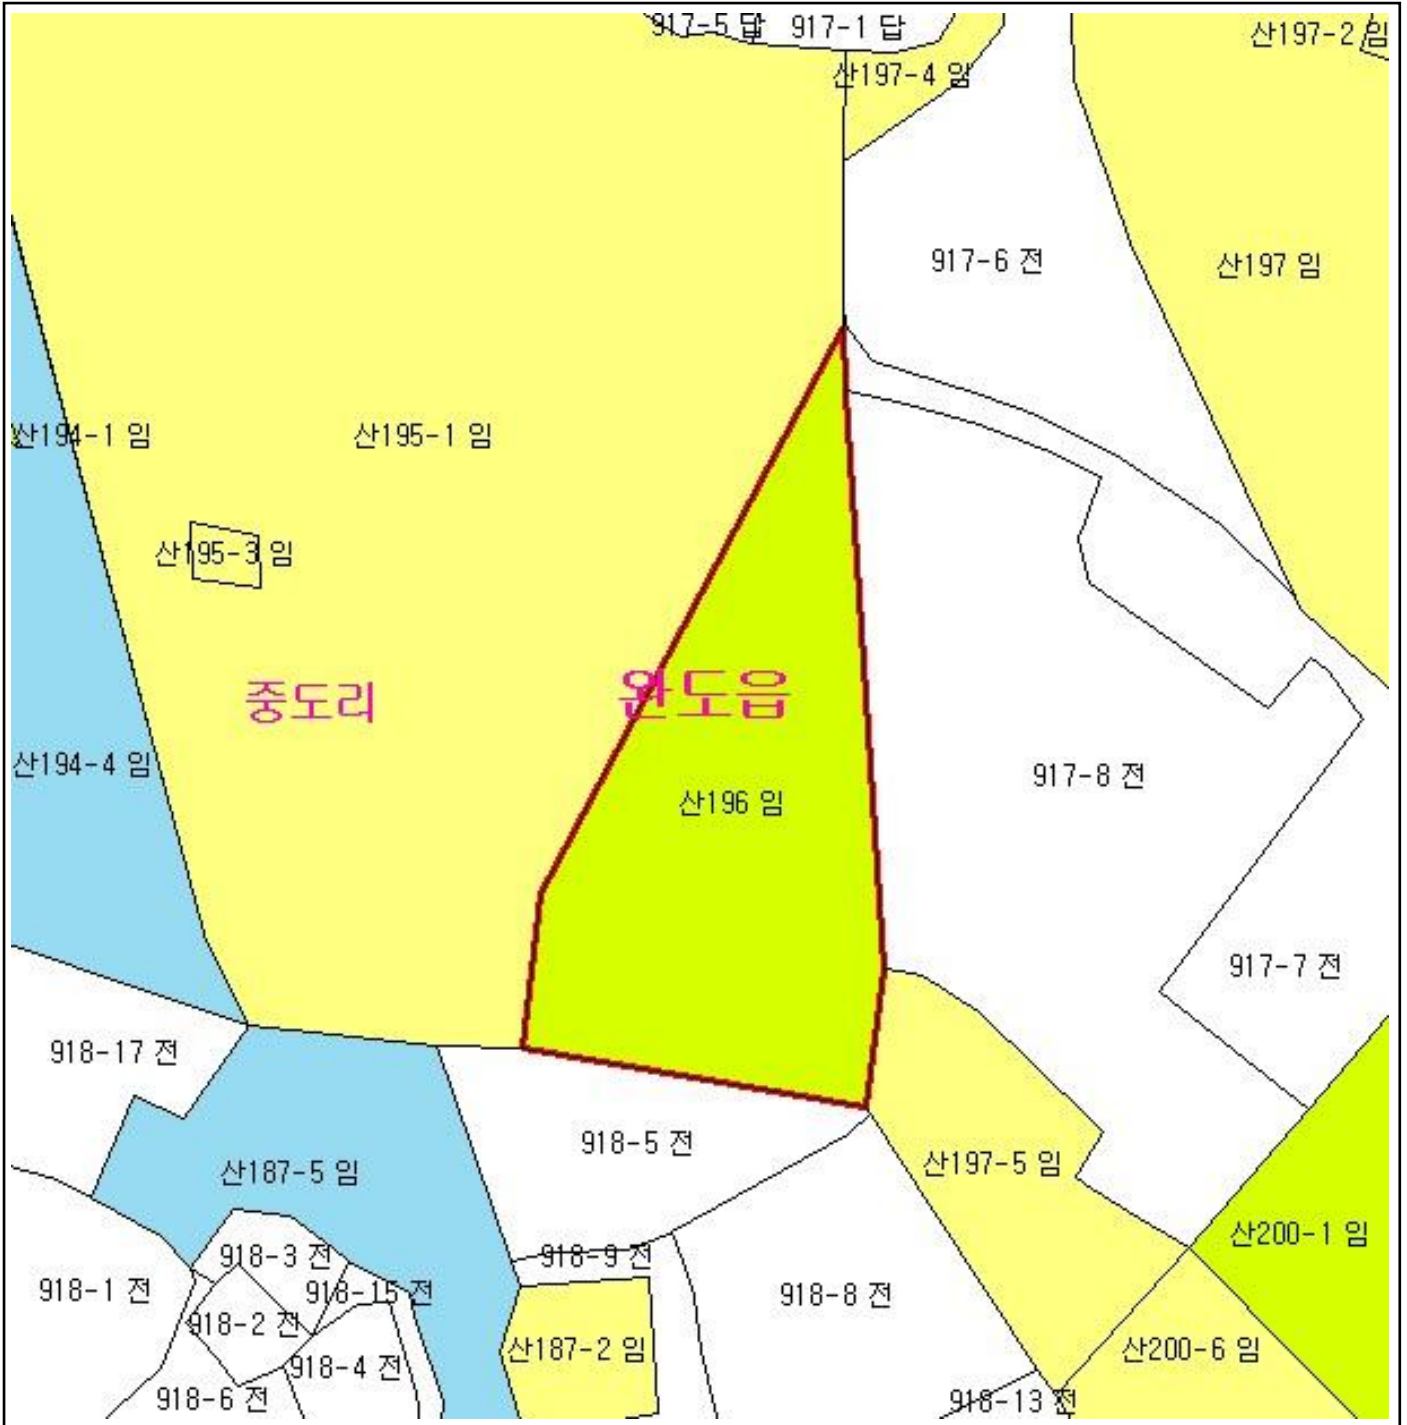 917-5 답 917-1 답
산197-2 임
산197-4 임
917-6 전
산197 임
산194-1 임
산195-1 임
산195-3 임
중도리
완도읍
산194-4 임
917-8 전
산196 임
917-7 전
918-17 전
918-5 전
산197-5 임
산187-5 임
산200-1 임
918-3 전
918-9 전
918-1 전
918-15 전
918-8 전
918-2 전
산187-2 임
산200-6 임
918-4 전
918-6 전
918-13 전